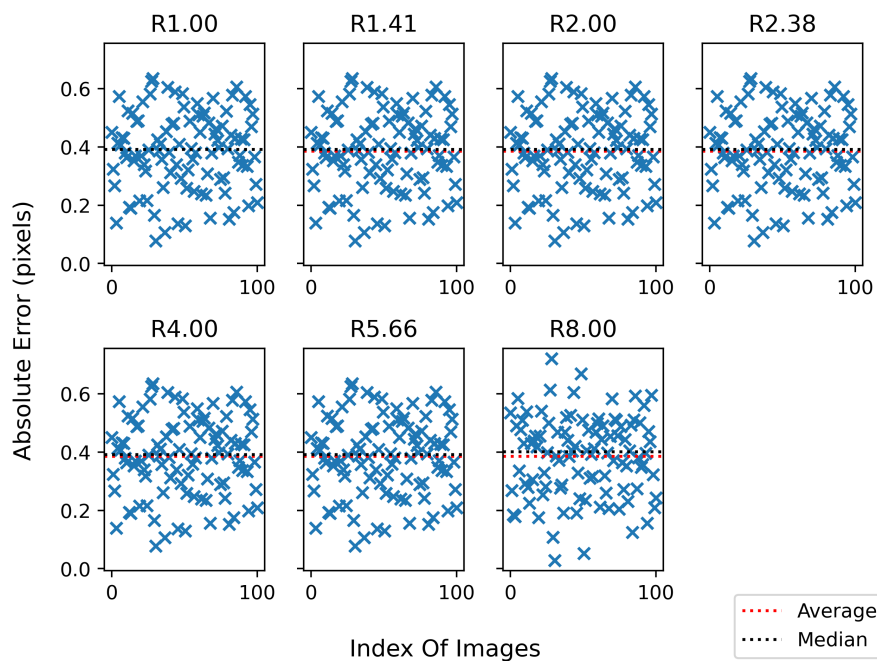 R1.00 R1.41 R2.00 R2.38
0.6
0.4
0.2
0.0
0 100 0 100 0 100 0 100
Absolute Error (pixels)
R4.00 R5.66 R8.00
0.6
0.4
0.2
0.0
0 100 0 100 0 100
Index Of Images
Average
Median